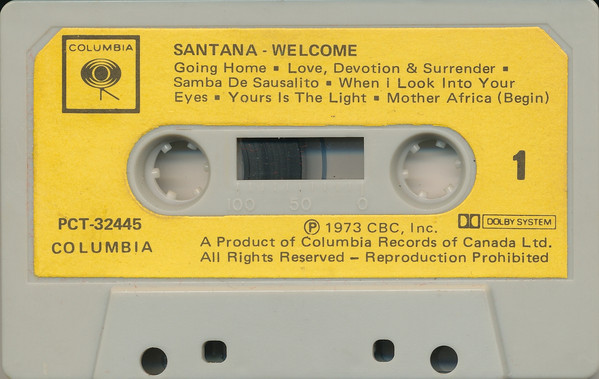 COLUMBIA
SANTANA - WELCOME
Going Home ▪ Love, Devotion & Surrender ▪
Samba De Sausalito ▪ When i Look Into Your
Eyes ▪ Yours Is The Light ▪ Mother Africa (Begin)
1
100 50 0
PCT-32445
COLUMBIA
℗ 1973 CBC, Inc.
DOLBY SYSTEM
A Product of Columbia Records of Canada Ltd.
All Rights Reserved — Reproduction Prohibited